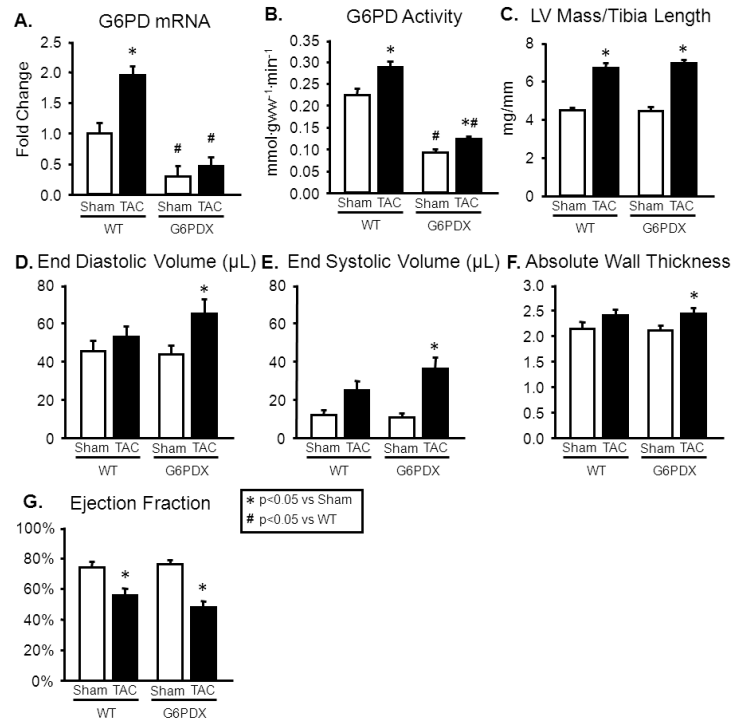 A. G6PD mRNA
Fold Change
2.5
2.0
1.5
1.0
0.5
0.0
*
#
#
Sham TAC Sham TAC
WT G6PDX
B. G6PD Activity
mmol·gww⁻¹·min⁻¹
0.35
0.30
0.25
0.20
0.15
0.10
0.05
0.00
*
#
*#
Sham TAC Sham TAC
WT G6PDX
C. LV Mass/Tibia Length
mg/mm
8
6
4
2
0
*
*
Sham TAC Sham TAC
WT G6PDX
D. End Diastolic Volume (µL)
80
60
40
20
0
*
Sham TAC Sham TAC
WT G6PDX
E. End Systolic Volume (µL)
80
60
40
20
0
*
Sham TAC Sham TAC
WT G6PDX
F. Absolute Wall Thickness
3.0
2.5
2.0
1.5
1.0
0.5
0.0
*
Sham TAC Sham TAC
WT G6PDX
G. Ejection Fraction
100%
80%
60%
40%
20%
0%
*
*
Sham TAC Sham TAC
WT G6PDX
* p<0.05 vs Sham
# p<0.05 vs WT